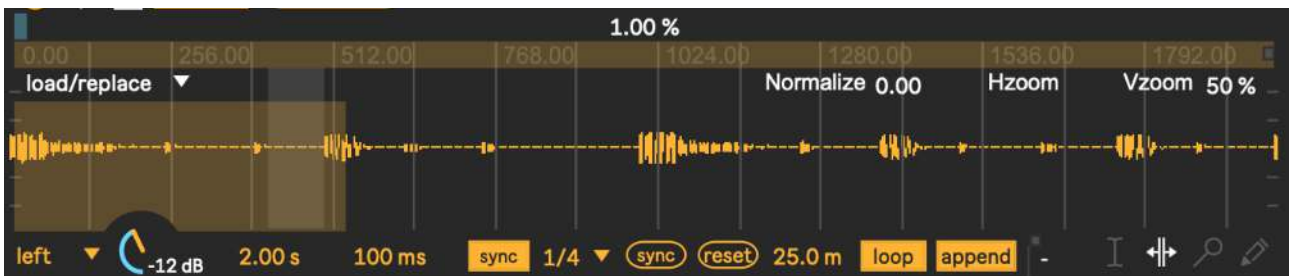 1.00 %
0.00 256.00 512.00 768.00 1024.00 1280.00 1536.00 1792.00
load/replace Normalize 0.00 Hzoom Vzoom 50 %
left -12 dB 2.00 s 100 ms sync 1/4 sync reset 25.0 m loop append -